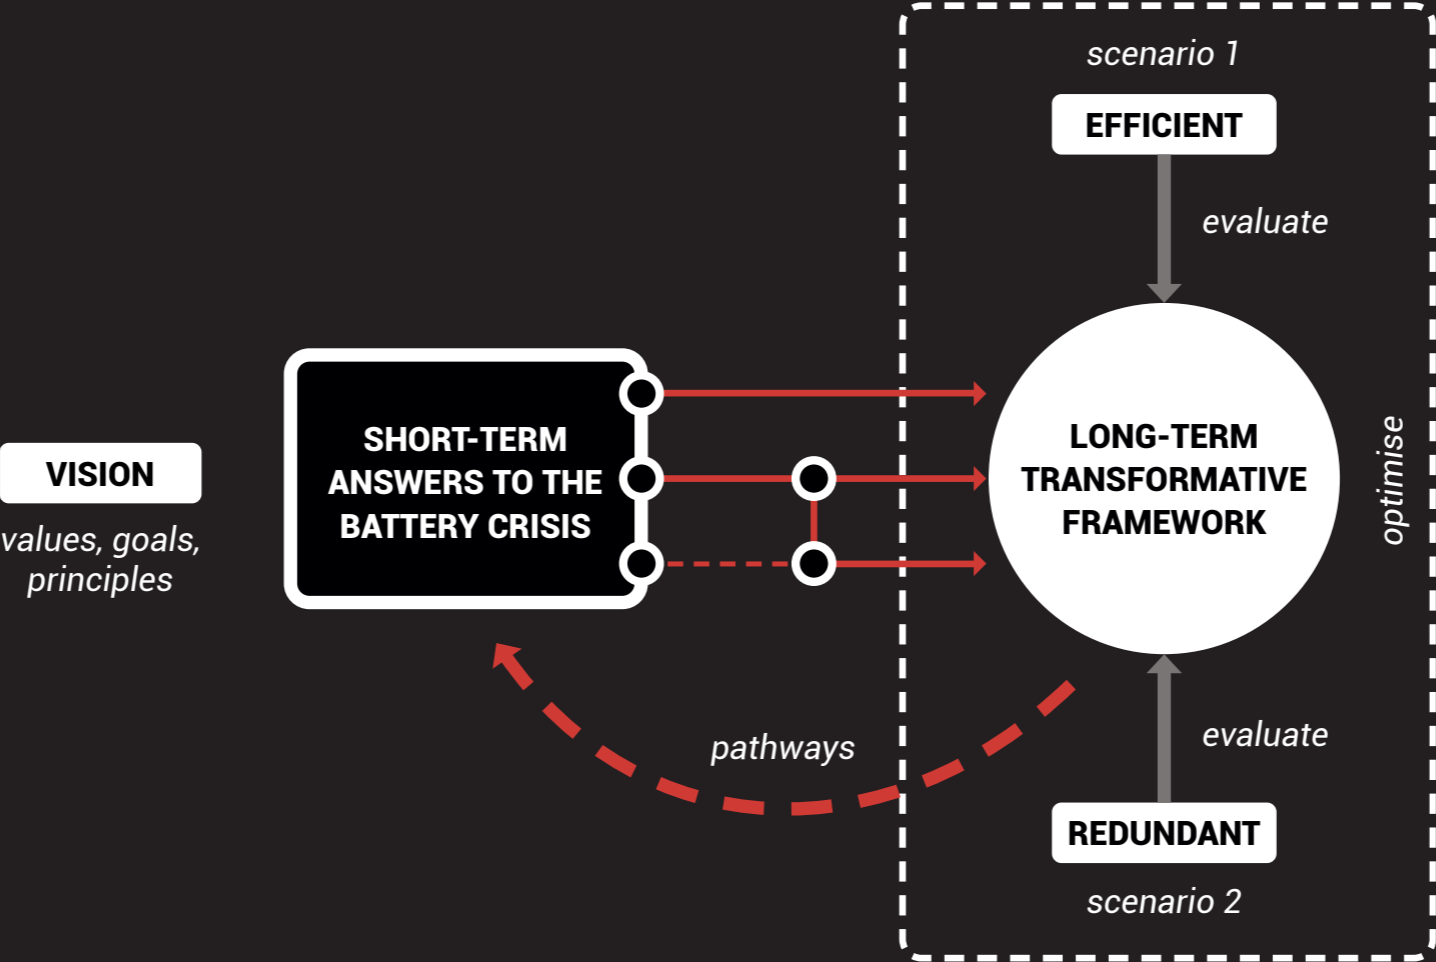 scenario 1
EFFICIENT
evaluate
VISION
values, goals,
principles
SHORT-TERM
ANSWERS TO THE
BATTERY CRISIS
LONG-TERM
TRANSFORMATIVE
FRAMEWORK
optimise
pathways
evaluate
REDUNDANT
scenario 2